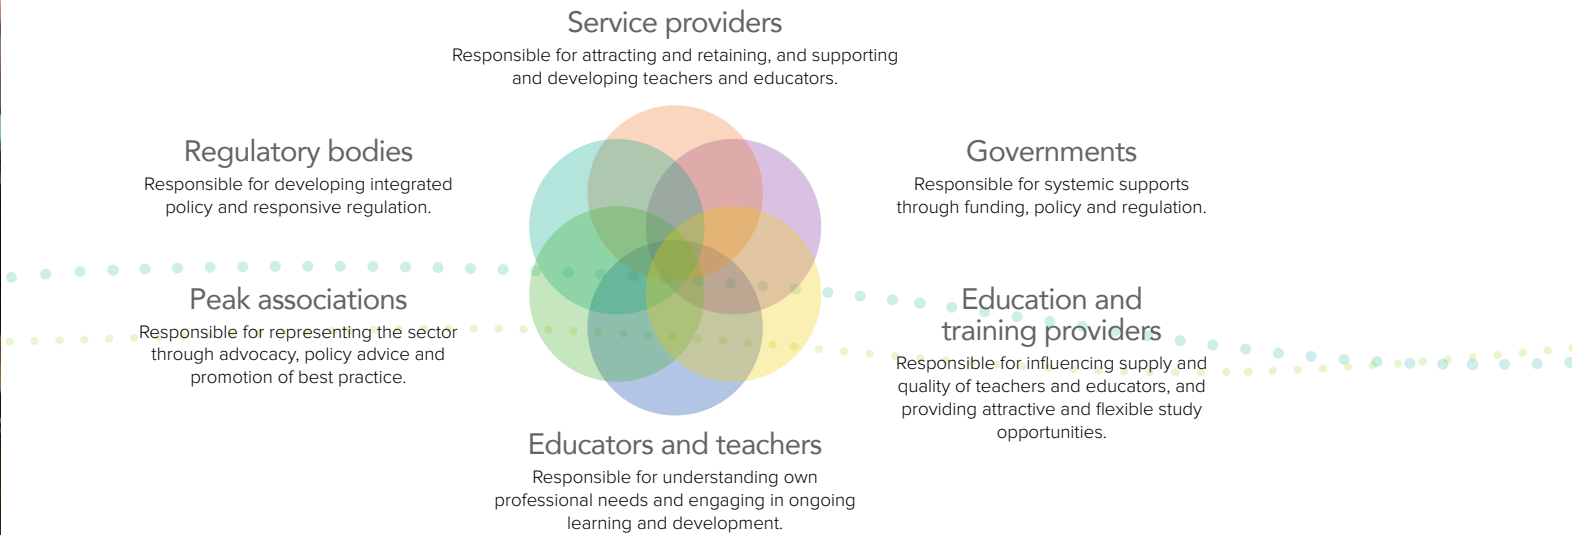 Service providers
Responsible for attracting and retaining, and supporting
and developing teachers and educators.
Regulatory bodies
Responsible for developing integrated
policy and responsive regulation.
Governments
Responsible for systemic supports
through funding, policy and regulation.
Peak associations
Responsible for representing the sector
through advocacy, policy advice and
promotion of best practice.
Education and
training providers
Responsible for influencing supply and
quality of teachers and educators, and
providing attractive and flexible study
opportunities.
Educators and teachers
Responsible for understanding own
professional needs and engaging in ongoing
learning and development.